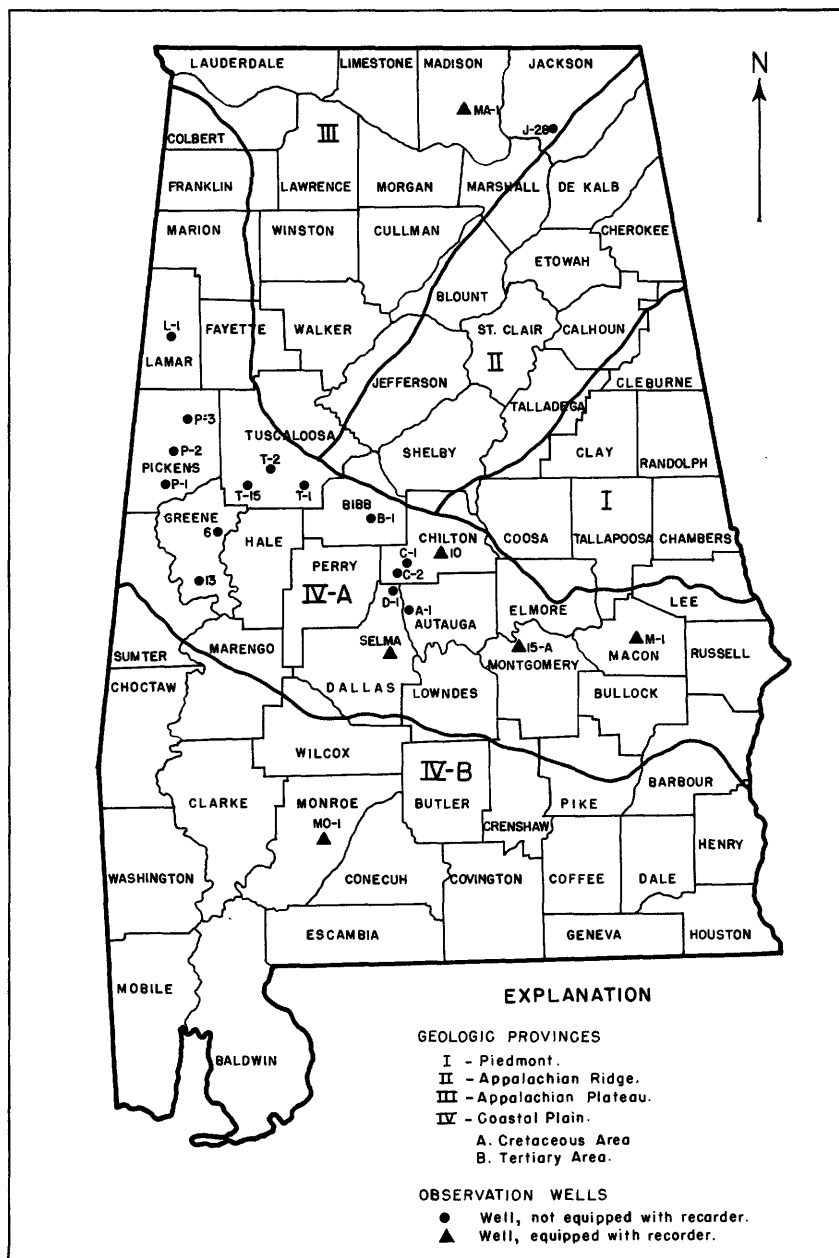 LAUDERDALE
LIMESTONE
MADISON
JACKSON
N
MA-1
J-28
COLBERT
III
FRANKLIN
LAWRENCE
MORGAN
MARSHALL
DE KALB
MARION
WINSTON
CULLMAN
CHEROKEE
ETOWAH
BLOUNT
L-1
FAYETTE
WALKER
ST. CLAIR
CALHOUN
LAMAR
II
JEFFERSON
CLEBURNE
TALLADEGA
P-3
TUSCALOOSA
SHELBY
CLAY
P-2
T-2
RANDOLPH
PICKENS
P-1
T-15
T-1
I
GREENE
BIBB
B-1
6
HALE
CHILTON
COOSA
TALLAPOOSA
CHAMBERS
10
PERRY
C-1
C-2
13
IV-A
D-1
A-1
AUTAUGA
ELMORE
LEE
SUMTER
MARENGO
SELMA
15-A
MONTGOMERY
M-1
MACON
RUSSELL
CHOCTAW
DALLAS
LOWNDES
BULLOCK
WILCOX
IV-B
BARBOUR
CLARKE
MONROE
BUTLER
PIKE
MO-1
CRENSHAW
HENRY
WASHINGTON
CONECUH
COVINGTON
COFFEE
DALE
ESCAMBIA
GENEVA
HOUSTON
MOBILE
BALDWIN
EXPLANATION
GEOLOGIC PROVINCES
I - Piedmont.
II - Appalachian Ridge.
III - Appalachian Plateau.
IV - Coastal Plain.
A. Cretaceous Area
B. Tertiary Area.
OBSERVATION WELLS
Well, not equipped with recarder.
Well, equipped with recorder.